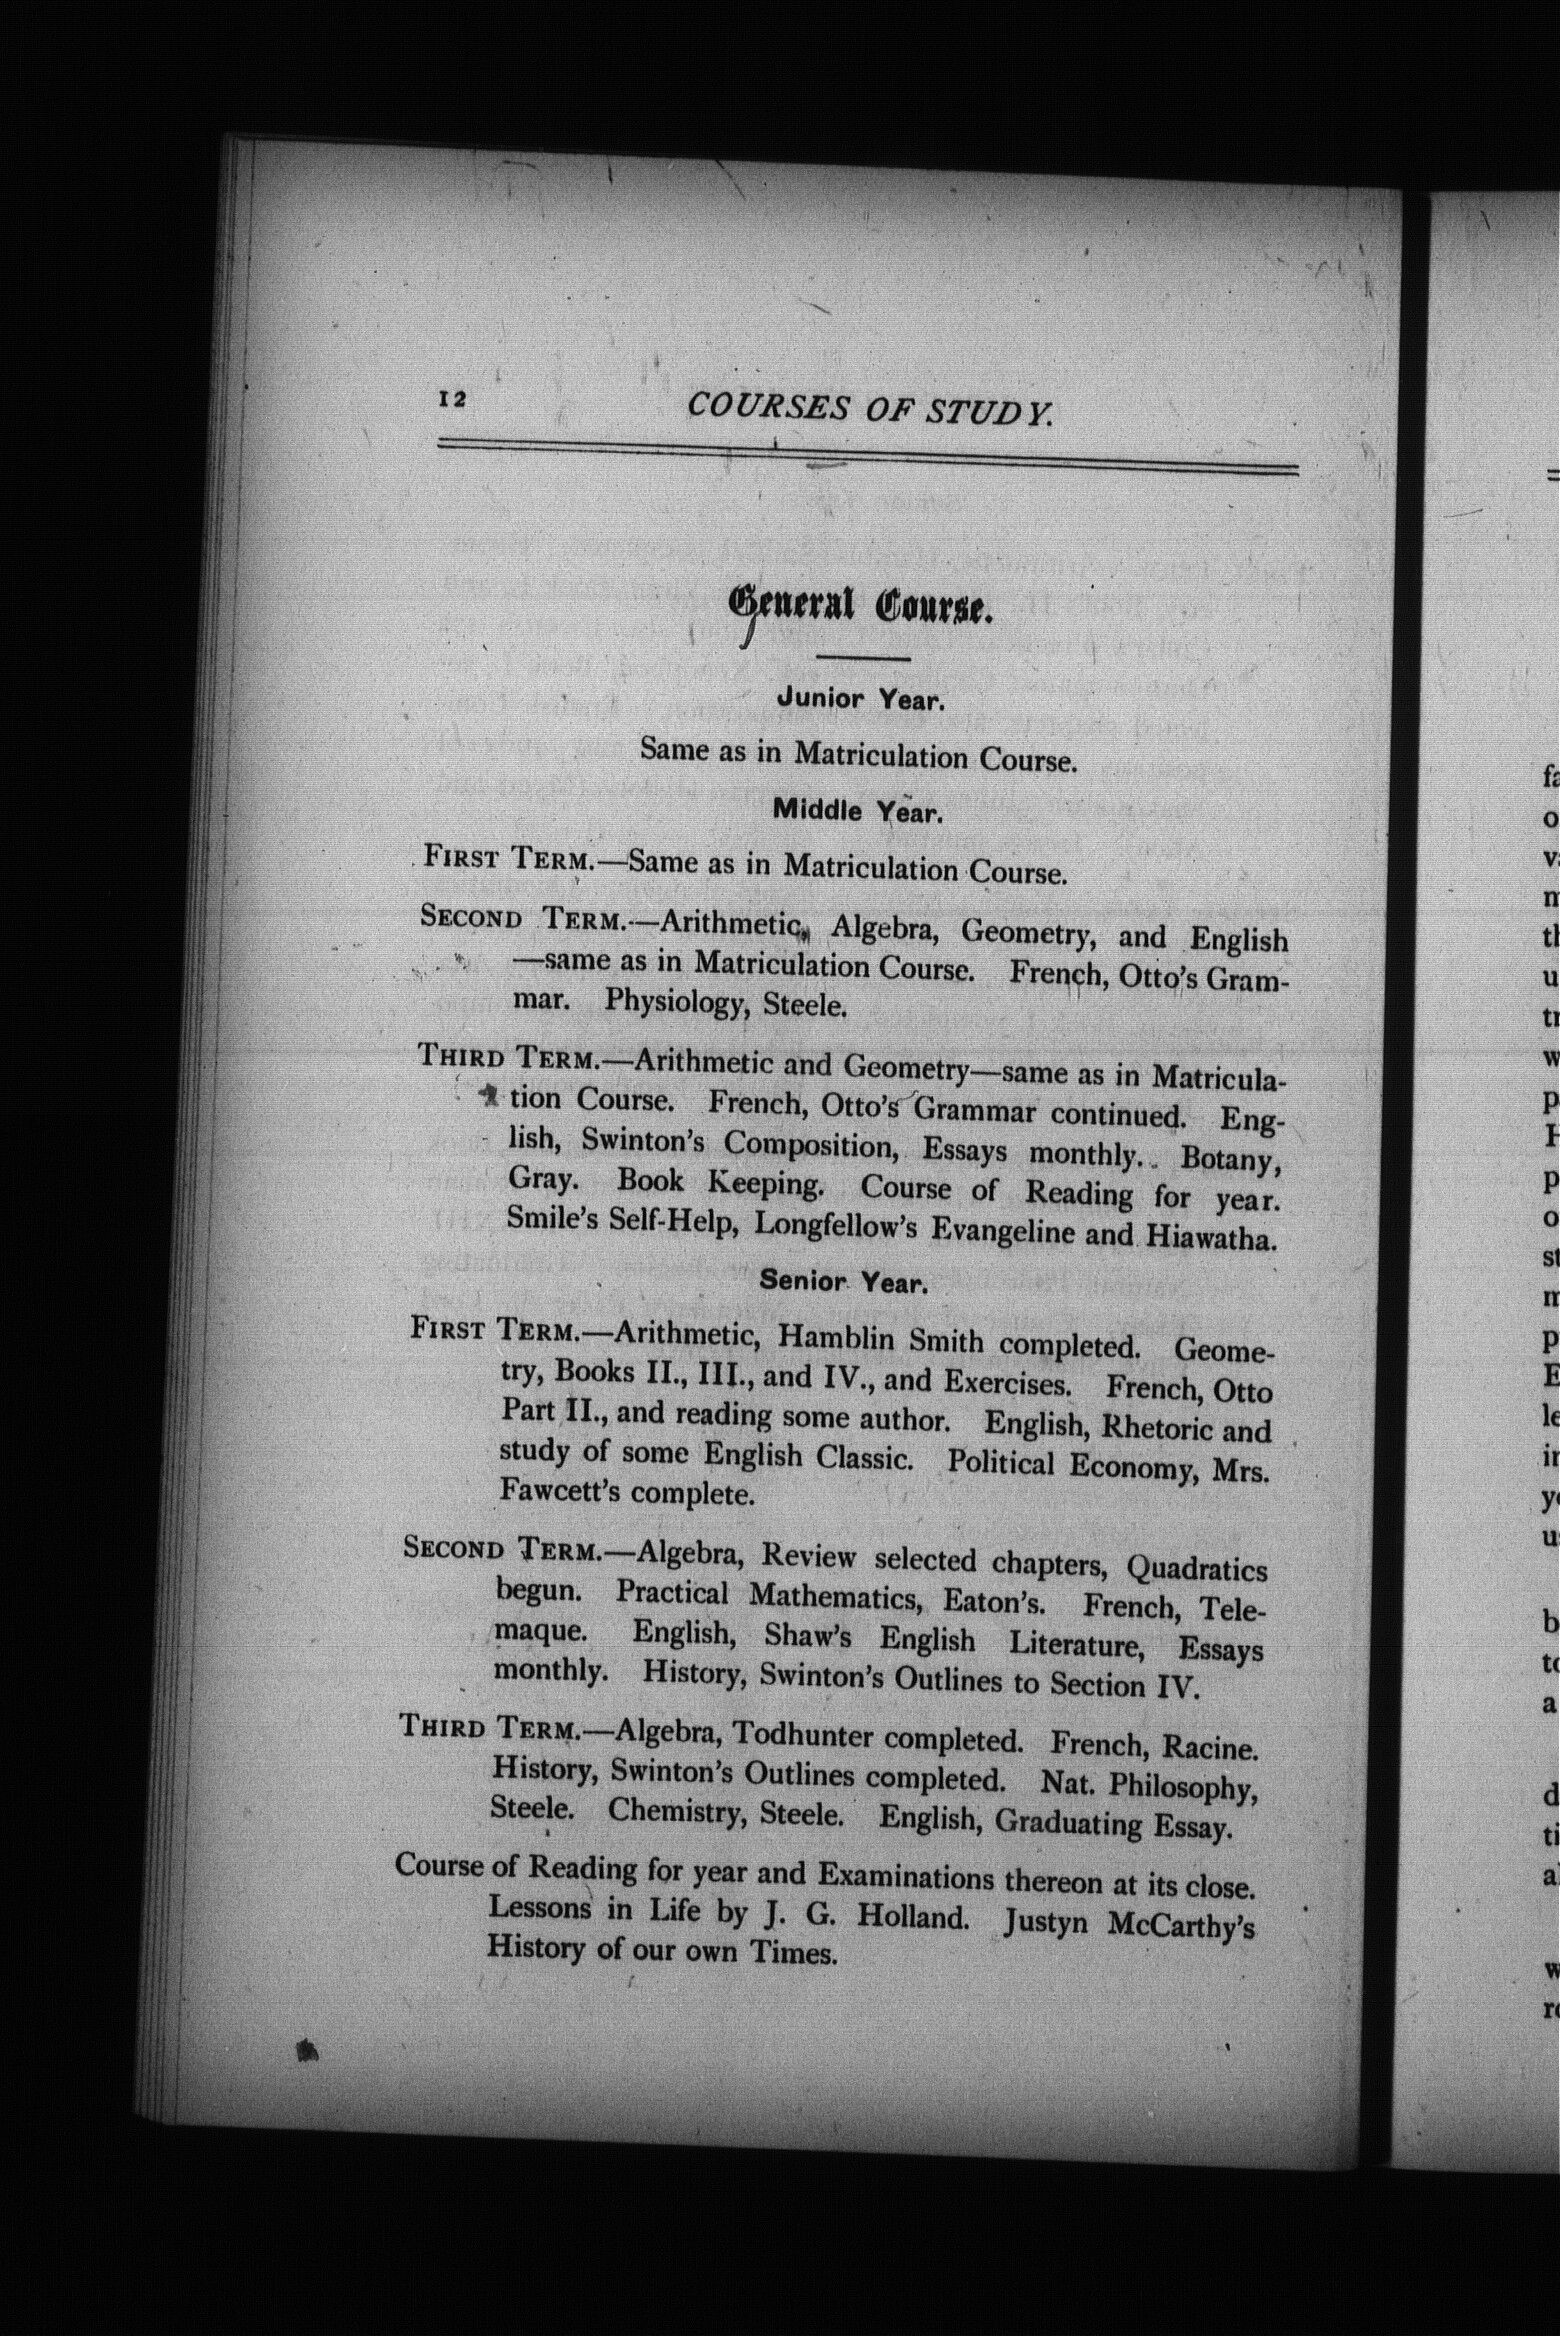 12 COURSES OF STUDY.
General Course.
Junior Year.
Same as in Matriculation Course.
Middle Year.
FIRST TERM.—Same as in Matriculation Course.
SECOND TERM.—Arithmetic, Algebra, Geometry, and English
—same as in Matriculation Course. French, Otto's Gram-
mar. Physiology, Steele.
THIRD TERM.—Arithmetic and Geometry—same as in Matricula-
tion Course. French, Otto's Grammar continued. Eng-
lish, Swinton's Composition, Essays monthly. Botany,
Gray. Book Keeping. Course of Reading for year.
Smile's Self-Help, Longfellow's Evangeline and Hiawatha.
Senior Year.
FIRST TERM.—Arithmetic, Hamblin Smith completed. Geome-
try, Books II., III., and IV., and Exercises. French, Otto
Part II., and reading some author. English, Rhetoric and
study of some English Classic. Political Economy, Mrs.
Fawcett's complete.
SECOND TERM.—Algebra, Review selected chapters, Quadratics
begun. Practical Mathematics, Eaton's. French, Tele-
maque. English, Shaw's English Literature, Essays
monthly. History, Swinton's Outlines to Section IV.
THIRD TERM.—Algebra, Todhunter completed. French, Racine.
History, Swinton's Outlines completed. Nat. Philosophy,
Steele. Chemistry, Steele. English, Graduating Essay.
Course of Reading for year and Examinations thereon at its close.
Lessons in Life by J. G. Holland. Justyn McCarthy's
History of our own Times.